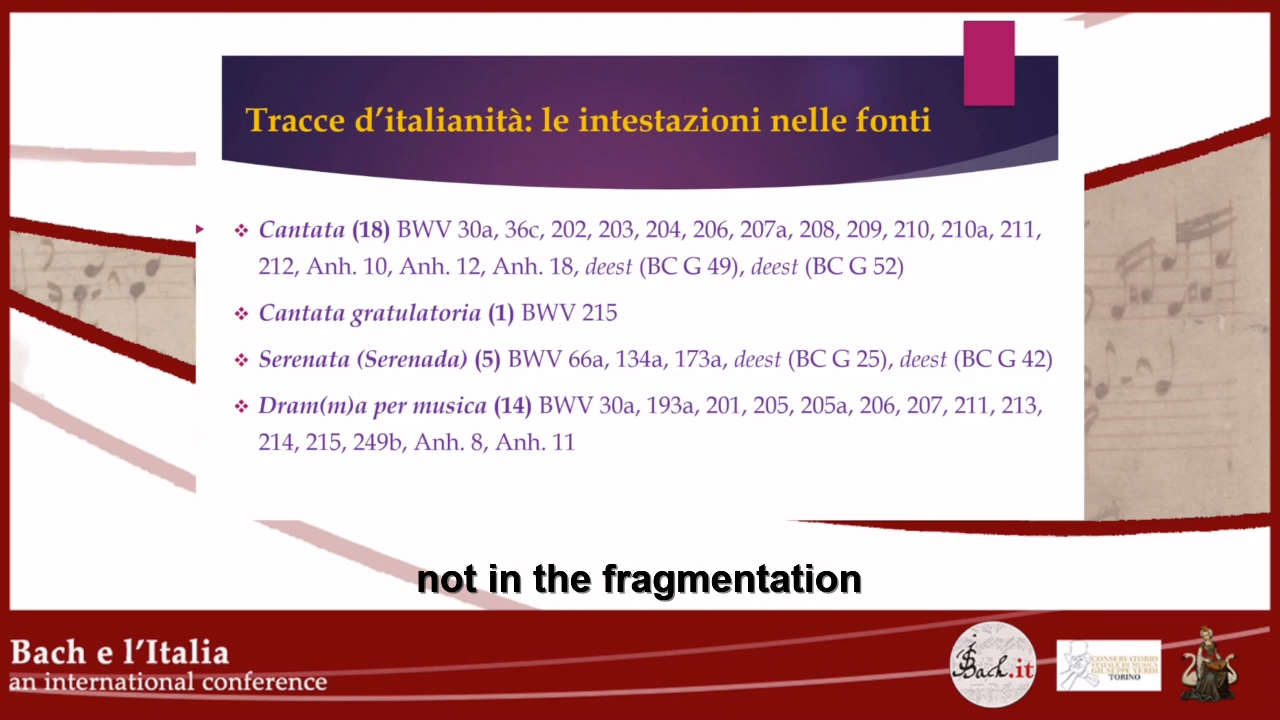 Tracce d'italianità: le intestazioni nelle fonti
❖ Cantata (18) BWV 30a, 36c, 202, 203, 204, 206, 207a, 208, 209, 210, 210a, 211,
212, Anh. 10, Anh. 12, Anh. 18, deest (BC G 49), deest (BC G 52)
❖ Cantata gratulatoria (1) BWV 215
❖ Serenata (Serenada) (5) BWV 66a, 134a, 173a, deest (BC G 25), deest (BC G 42)
❖ Dram(m)a per musica (14) BWV 30a, 193a, 201, 205, 205a, 206, 207, 211, 213,
214, 215, 249b, Anh. 8, Anh. 11
not in the fragmentation
Bach e l'Italia
an international conference
JSBach.it
CONSERVATORIO
STATALE DI MUSICA
GIUSEPPE VERDI
TORINO